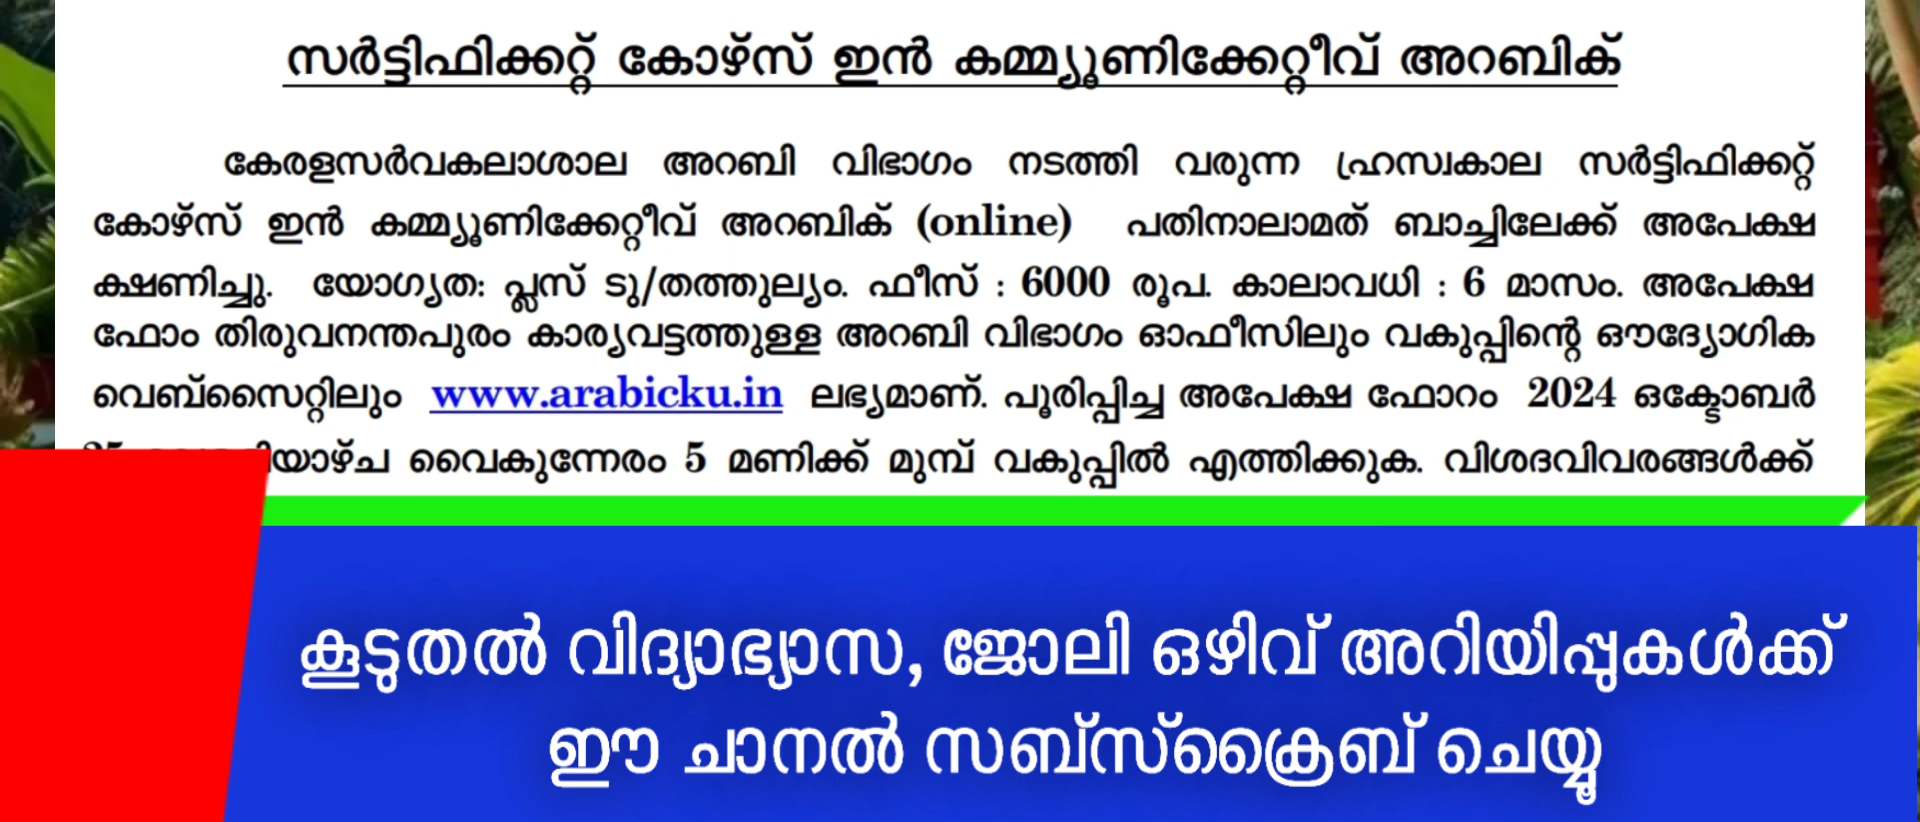 സർട്ടിഫിക്കറ്റ് കോഴ്സ് ഇൻ കമ്മ്യൂണിക്കേറ്റീവ് അറബിക്
കേരളസർവകലാശാല അറബി വിഭാഗം നടത്തി വരുന്ന ഹ്രസ്വകാല സർട്ടിഫിക്കറ്റ്
കോഴ്സ് ഇൻ കമ്മ്യൂണിക്കേറ്റീവ് അറബിക് (online) പതിനാലാമത് ബാച്ചിലേക്ക് അപേക്ഷ
ക്ഷണിച്ചു. യോഗ്യത: പ്ലസ് ടു/തത്തുല്യം. ഫീസ് : 6000 രൂപ. കാലാവധി : 6 മാസം. അപേക്ഷ
ഫോം തിരുവനന്തപുരം കാര്യവട്ടത്തുള്ള അറബി വിഭാഗം ഓഫീസിലും വകുപ്പിന്റെ ഔദ്യോഗിക
വെബ്സൈറ്റിലും www.arabicku.in ലഭ്യമാണ്. പൂരിപ്പിച്ച അപേക്ഷ ഫോറം 2024 ഒക്ടോബർ
വൈകുന്നേരം 5 മണിക്ക് മുമ്പ് വകുപ്പിൽ എത്തിക്കുക. വിശദവിവരങ്ങൾക്ക്
കൂടുതൽ വിദ്യാഭ്യാസ, ജോലി ഒഴിവ് അറിയിപ്പുകൾക്ക്
ഈ ചാനൽ സബ്സ്ക്രൈബ് ചെയ്യൂ